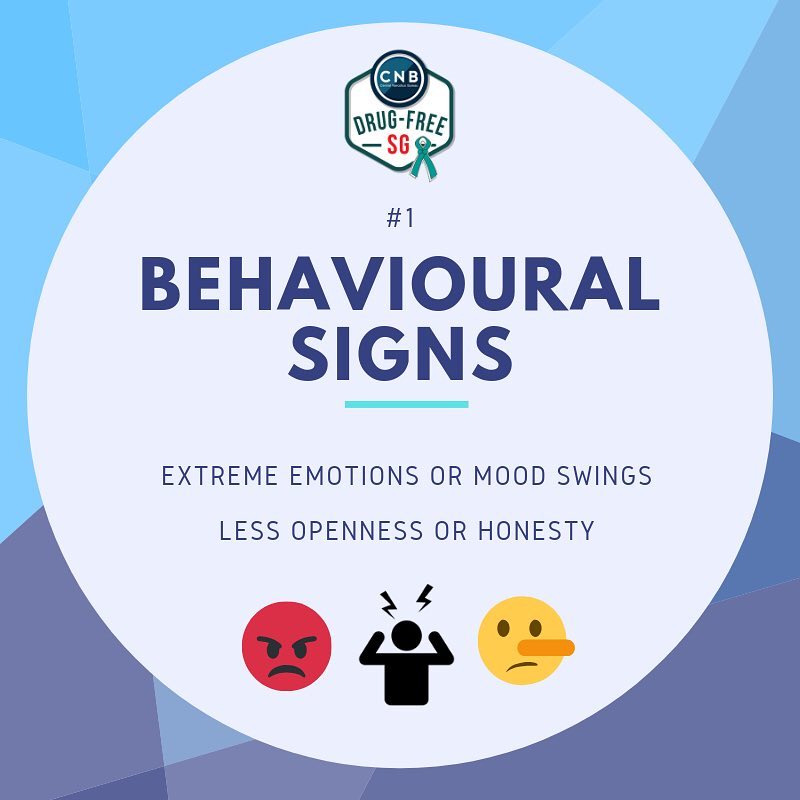 CNB
Central Narcotics Bureau
DRUG-FREE
SG
#1
BEHAVIOURAL
SIGNS
EXTREME EMOTIONS OR MOOD SWINGS
LESS OPENNESS OR HONESTY